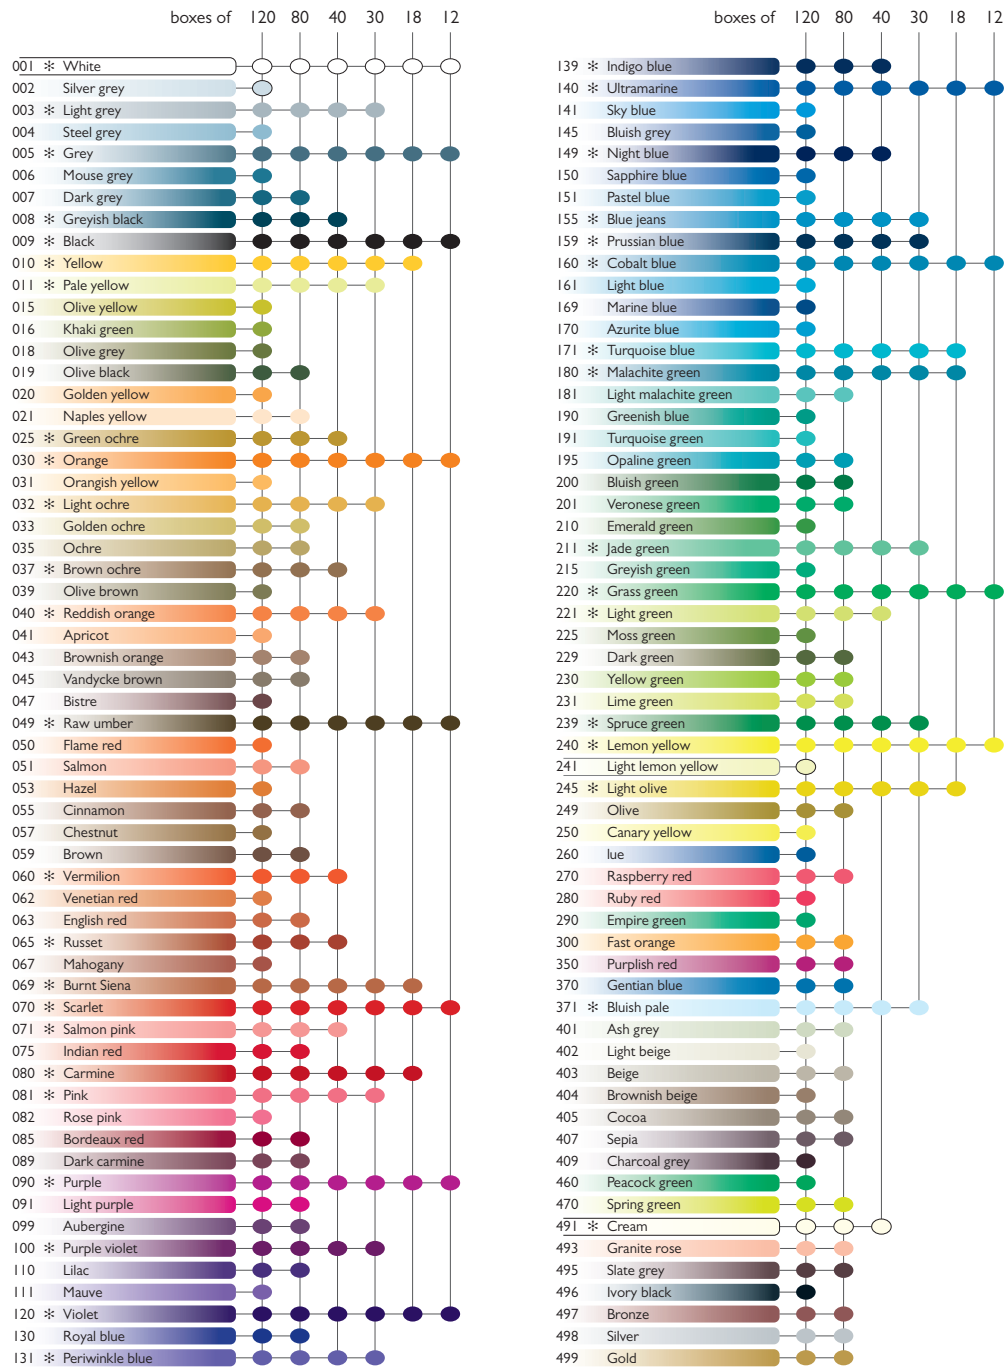 boxes of 120 80 40 30 18 12
001 * White
002 Silver grey
003 * Light grey
004 Steel grey
005 * Grey
006 Mouse grey
007 Dark grey
008 * Greyish black
009 * Black
010 * Yellow
011 * Pale yellow
015 Olive yellow
016 Khaki green
018 Olive grey
019 Olive black
020 Golden yellow
021 Naples yellow
025 * Green ochre
030 * Orange
031 Orangish yellow
032 * Light ochre
033 Golden ochre
035 Ochre
037 * Brown ochre
039 Olive brown
040 * Reddish orange
041 Apricot
043 Brownish orange
045 Vandycke brown
047 Bistre
049 * Raw umber
050 Flame red
051 Salmon
053 Hazel
055 Cinnamon
057 Chestnut
059 Brown
060 * Vermilion
062 Venetian red
063 English red
065 * Russet
067 Mahogany
069 * Burnt Siena
070 * Scarlet
071 * Salmon pink
075 Indian red
080 * Carmine
081 * Pink
082 Rose pink
085 Bordeaux red
089 Dark carmine
090 * Purple
091 Light purple
099 Aubergine
100 * Purple violet
110 Lilac
111 Mauve
120 * Violet
130 Royal blue
131 * Periwinkle blue
boxes of 120 80 40 30 18 12
139 * Indigo blue
140 * Ultramarine
141 Sky blue
145 Bluish grey
149 * Night blue
150 Sapphire blue
151 Pastel blue
155 * Blue jeans
159 * Prussian blue
160 * Cobalt blue
161 Light blue
169 Marine blue
170 Azurite blue
171 * Turquoise blue
180 * Malachite green
181 Light malachite green
190 Greenish blue
191 Turquoise green
195 Opaline green
200 Bluish green
201 Veronese green
210 Emerald green
211 * Jade green
215 Greyish green
220 * Grass green
221 * Light green
225 Moss green
229 Dark green
230 Yellow green
231 Lime green
239 * Spruce green
240 * Lemon yellow
241 Light lemon yellow
245 * Light olive
249 Olive
250 Canary yellow
260 lue
270 Raspberry red
280 Ruby red
290 Empire green
300 Fast orange
350 Purplish red
370 Gentian blue
371 * Bluish pale
401 Ash grey
402 Light beige
403 Beige
404 Brownish beige
405 Cocoa
407 Sepia
409 Charcoal grey
460 Peacock green
470 Spring green
491 * Cream
493 Granite rose
495 Slate grey
496 Ivory black
497 Bronze
498 Silver
499 Gold